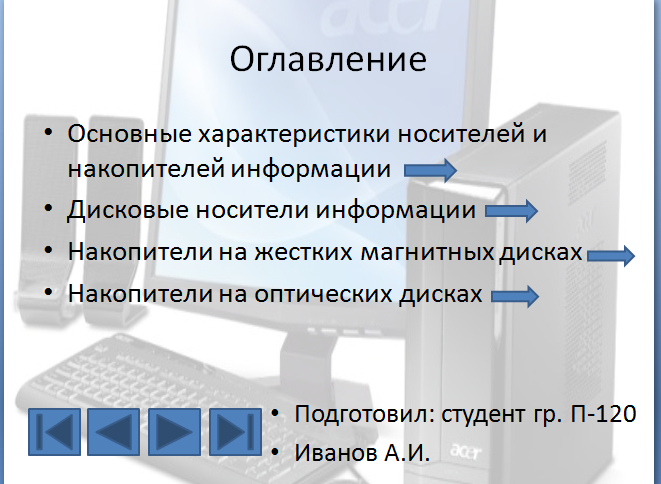 acer
Оглавление
• Основные характеристики носителей и
накопителей информации
• Дисковые носители информации
• Накопители на жестких магнитных дисках
• Накопители на оптических дисках
• Подготовил: студент гр. П-120
• Иванов А.И.
acer